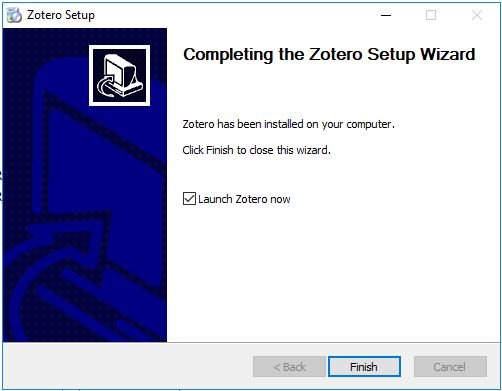 Zotero Setup
Completing the Zotero Setup Wizard
Zotero has been installed on your computer.
Click Finish to close this wizard.
Launch Zotero now
< Back
Finish
Cancel